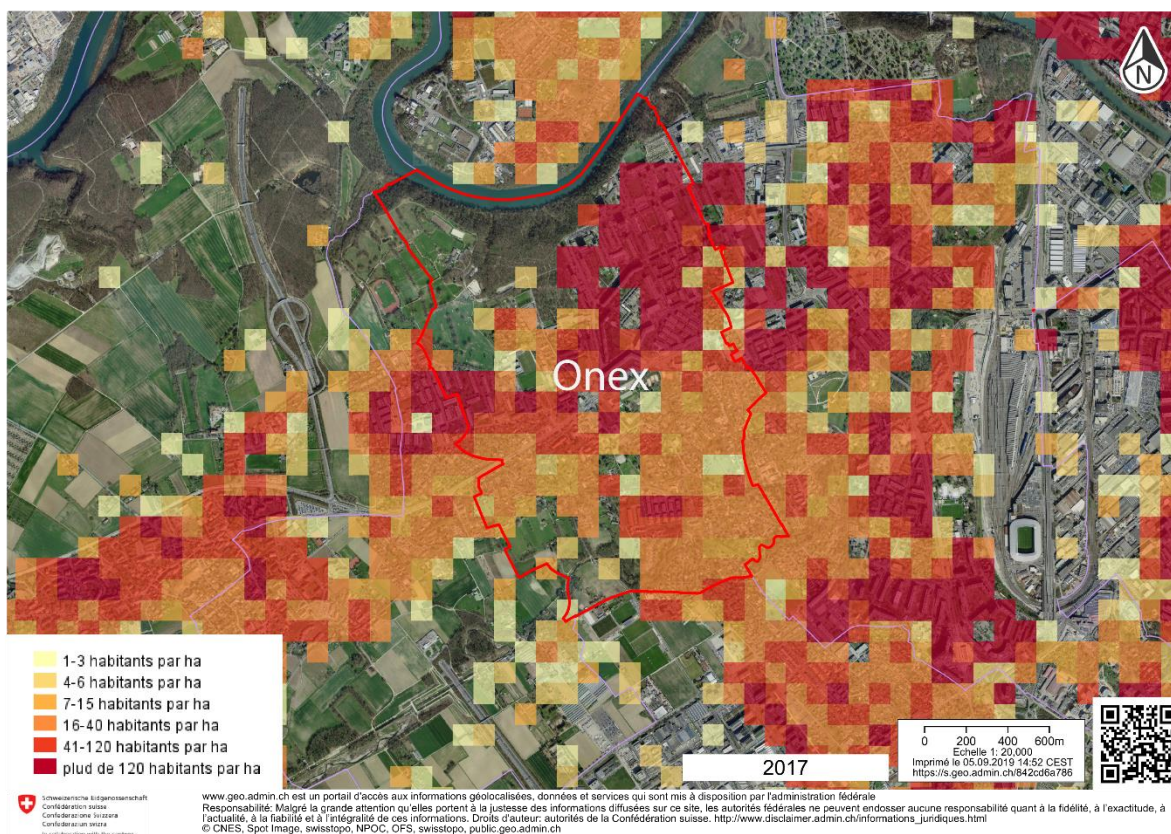 N
Onex
1-3 habitants par ha
4-6 habitants par ha
7-15 habitants par ha
16-40 habitants par ha
41-120 habitants par ha
plud de 120 habitants par ha
2017
0 200 400 600m
Echelle 1: 20,000
Imprimé le 05.09.2019 14:52 CEST
https://s.geo.admin.ch/842cd6a786
Schweizerische Eidgenossenschaft
Confédération suisse
Confederazione Svizzera
Confederaziun svizra
www.geo.admin.ch est un portail d'accès aux informations géolocalisées, données et services qui sont mis à disposition par l'administration fédérale
Responsabilité: Malgré la grande attention qu'elles portent à la justesse des informations diffusées sur ce site, les autorités fédérales ne peuvent endosser aucune responsabilité quant à la fidélité, à l'exactitude, à
l'actualité, à la fiabilité et à l'intégralité de ces informations. Droits d'auteur: autorités de la Confédération suisse. http://www.disclaimer.admin.ch/informations_juridiques.html
© CNES, Spot Image, swisstopo, NPOC, OFS, swisstopo, public.geo.admin.ch